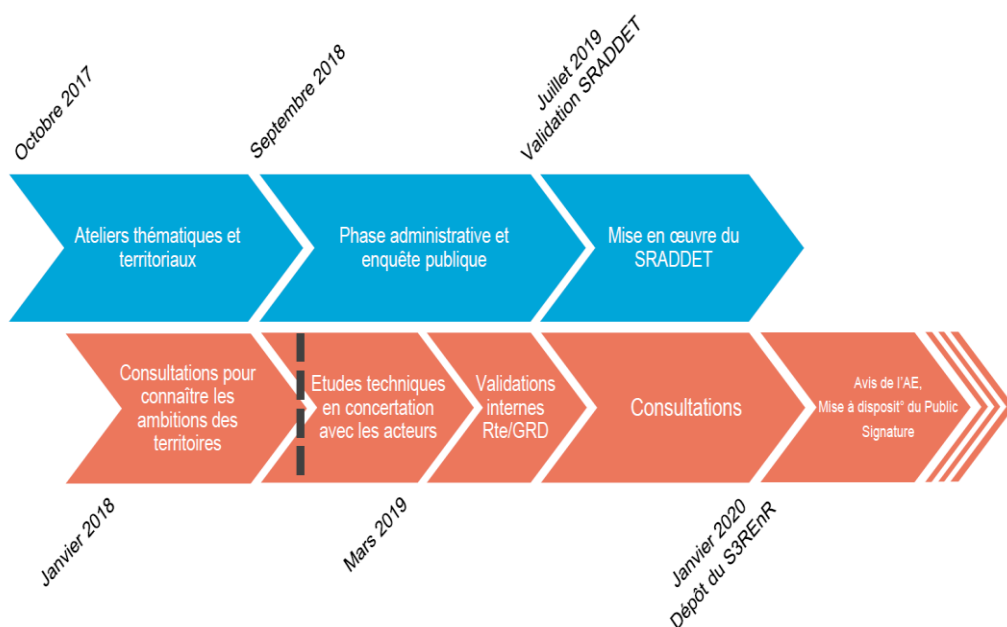 Octobre 2017
Septembre 2018
Juillet 2019
Validation SRADDET
Ateliers thématiques et
territoriaux
Phase administrative et
enquête publique
Mise en œuvre du
SRADDET
Consultations pour
connaître les
ambitions des
territoires
Etudes techniques
en concertation
avec les acteurs
Validations
internes
Rte/GRD
Consultations
Avis de l'AE,
Mise à disposit° du Public
Signature
Janvier 2018
Mars 2019
Janvier 2020
Dépôt du S3REnR